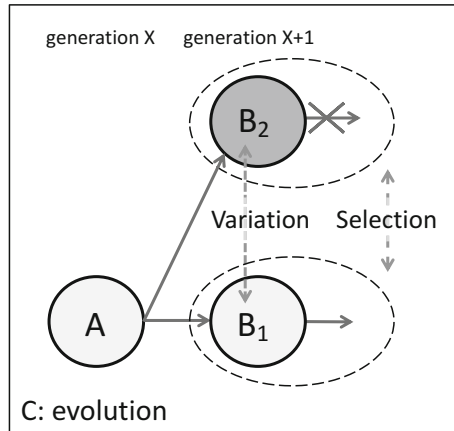 generation X generation X+1
B₂
Variation Selection
A
B₁
C: evolution